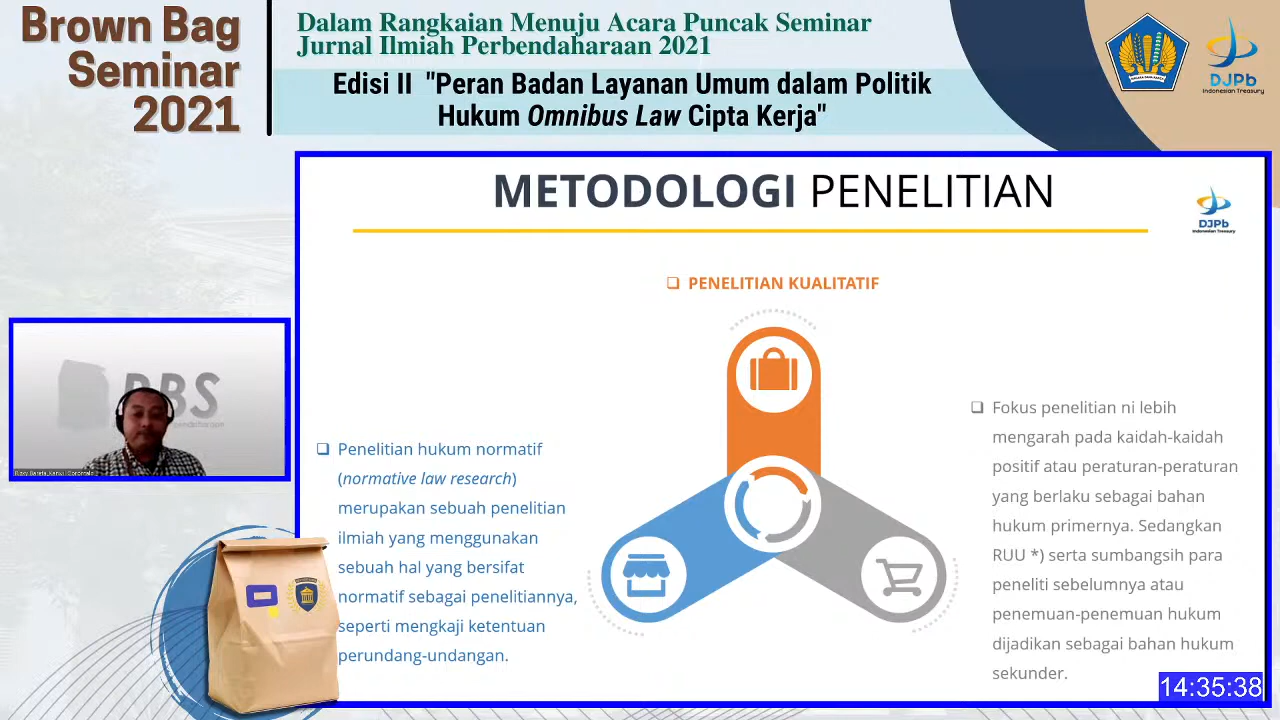 Brown Bag
Seminar
2021
Dalam Rangkaian Menuju Acara Puncak Seminar
Jurnal Ilmiah Perbendaharaan 2021
Edisi II "Peran Badan Layanan Umum dalam Politik
Hukum Omnibus Law Cipta Kerja"
DJPb
Indonesian Treasury
METODOLOGI PENELITIAN
DJPb
Indonesian Treasury
❑ PENELITIAN KUALITATIF
❑ Penelitian hukum normatif
(normative law research)
merupakan sebuah penelitian
ilmiah yang menggunakan
sebuah hal yang bersifat
normatif sebagai penelitiannya,
seperti mengkaji ketentuan
perundang-undangan.
❑ Fokus penelitian ni lebih
mengarah pada kaidah-kaidah
positif atau peraturan-peraturan
yang berlaku sebagai bahan
hukum primernya. Sedangkan
RUU *) serta sumbangsih para
peneliti sebelumnya atau
penemuan-penemuan hukum
dijadikan sebagai bahan hukum
sekunder.
BBS
14:35:38